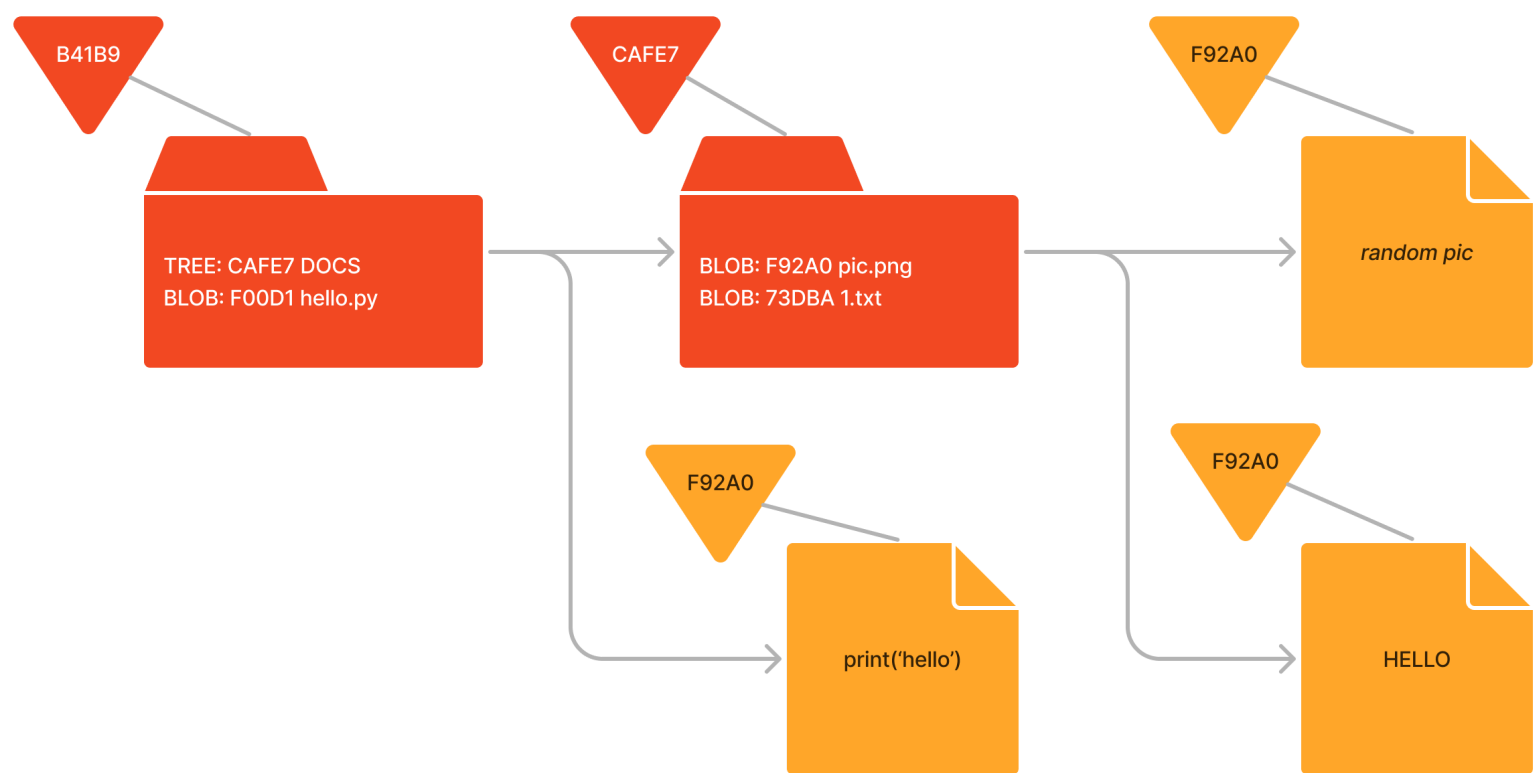 B41B9
CAFE7
F92A0
TREE: CAFE7 DOCS
BLOB: F00D1 hello.py
BLOB: F92A0 pic.png
BLOB: 73DBA 1.txt
random pic
F92A0
F92A0
print(‘hello’)
HELLO